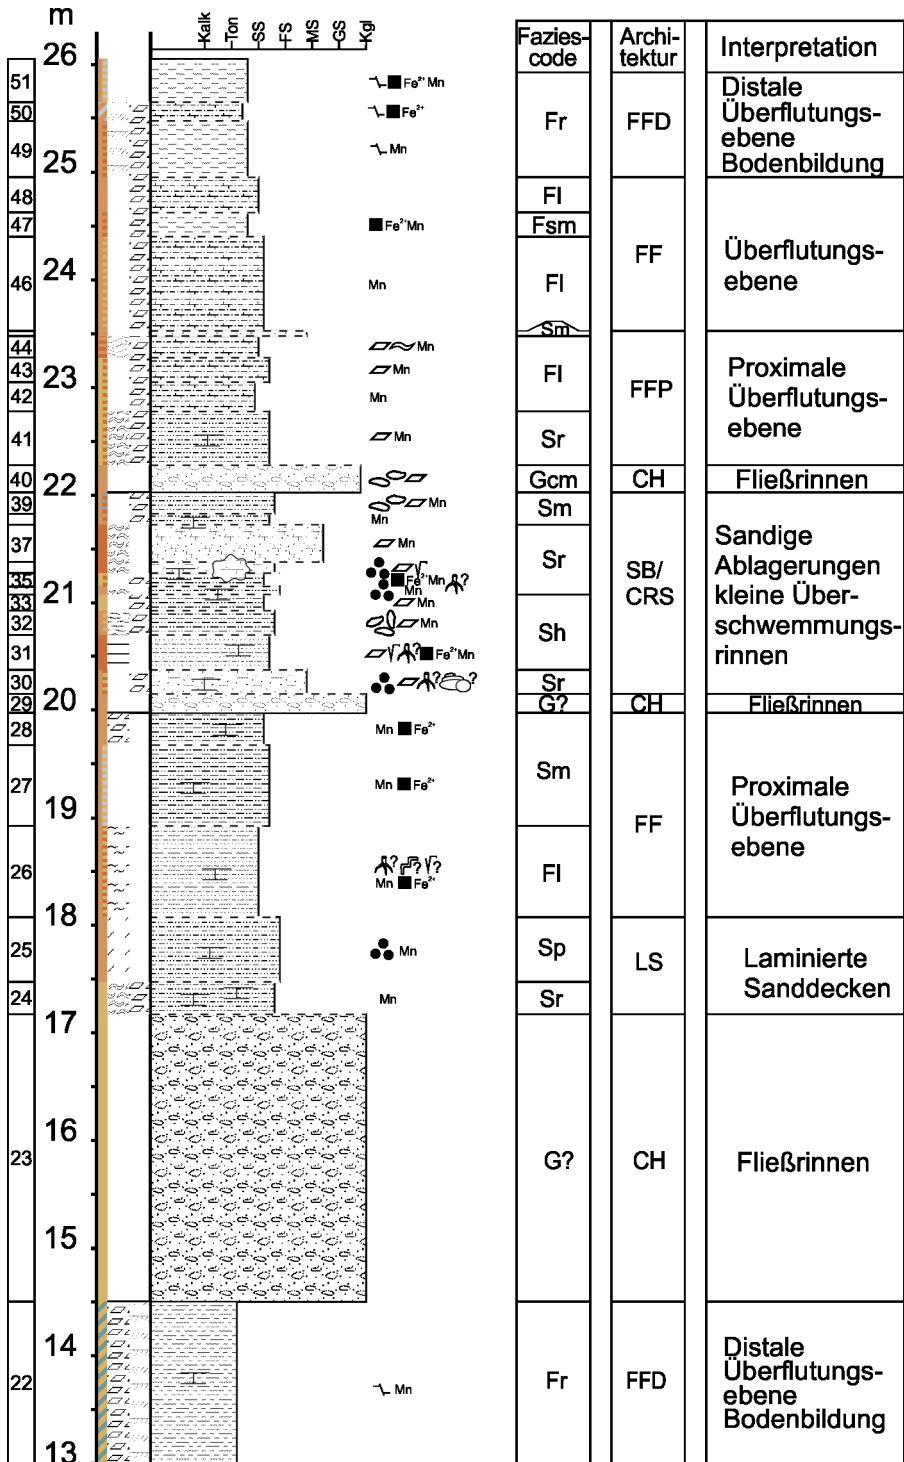 m
Kalk Ton SS FS MS GS Kgl
Fazies-
code
Archi-
tektur
Interpretation
26
51
Fe²⁺ Mn
50
Fe²⁺
49
Mn
25
Fr
FFD
Distale
Überflutungs-
ebene
Bodenbildung
48
Fl
47
Fe²⁺Mn
Fsm
24
46
Mn
Fl
Sm
FF
Überflutungs-
ebene
44
Mn
43
Mn
23
42
Mn
Fl
41
Mn
Sr
FFP
Proximale
Überflutungs-
ebene
40
22
Gcm
CH
Fließrinnen
39
Mn
Mn
Sm
37
Mn
Sr
35
Fe²⁺Mn ?
Mn
21
33
Mn
32
Mn
31
? Fe²⁺Mn
Sh
30
? ?
Sr
SB/
CRS
Sandige
Ablagerungen
kleine Über-
schwemmungs-
rinnen
20
29
G?
CH
Fließrinnen
28
Mn Fe²⁺
27
Mn Fe²⁺
Sm
19
26
? ? ?
Mn Fe²⁺
Fl
FF
Proximale
Überflutungs-
ebene
18
25
Mn
Sp
24
Mn
Sr
LS
Laminierte
Sanddecken
17
16
23
G?
CH
Fließrinnen
15
14
22
Mn
Fr
FFD
Distale
Überflutungs-
ebene
Bodenbildung
13